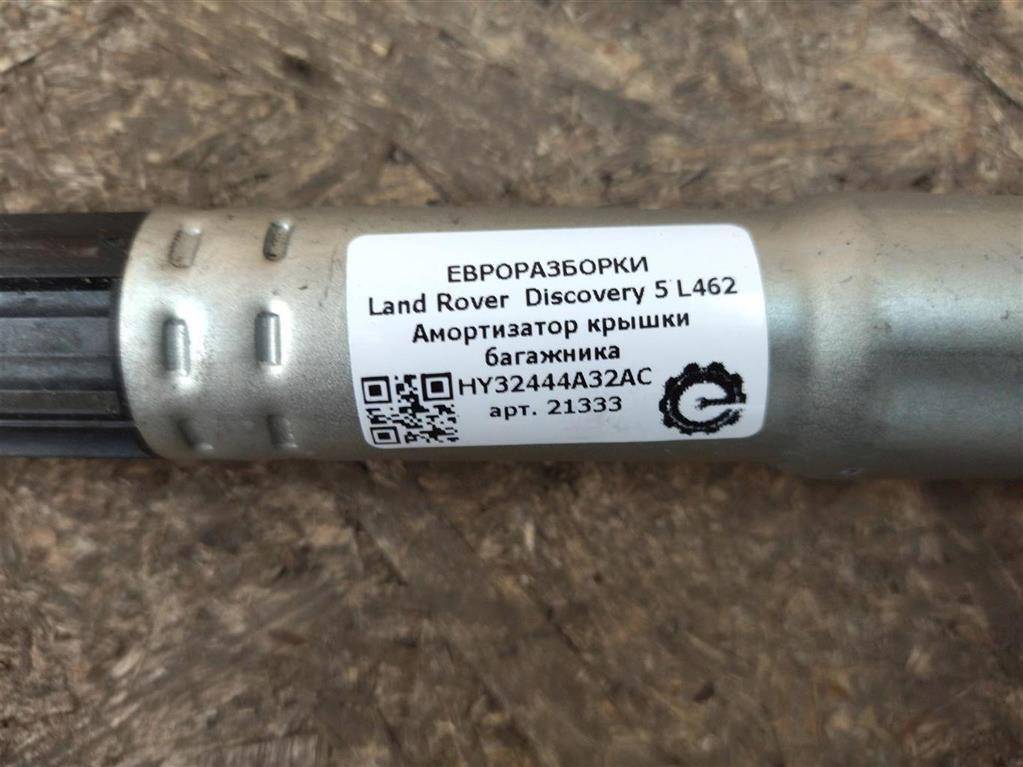 ЕВРОРАЗБОРКИ
Land Rover Discovery 5 L462
Амортизатор крышки
багажника
HY32444A32AC
арт. 21333